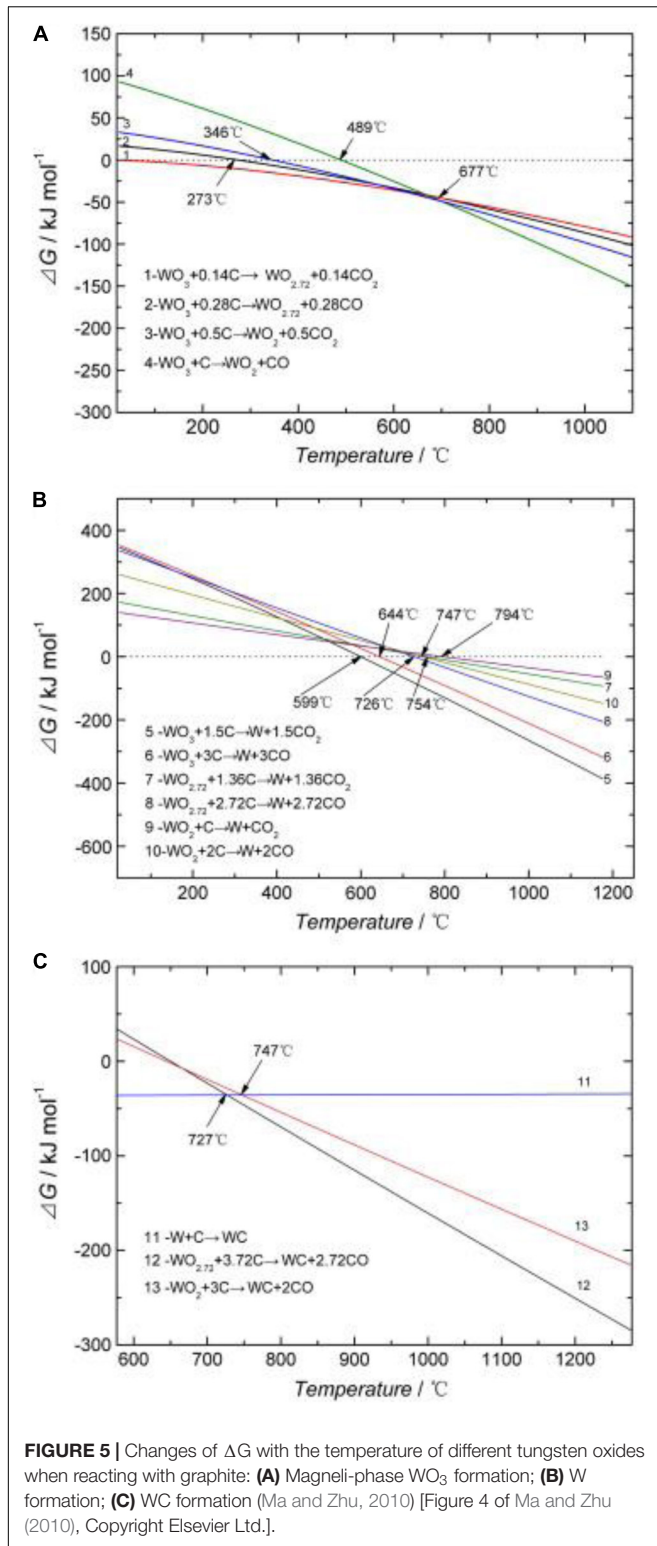 A
150
125
100
75
50
25
0
-25
-50
-75
-100
-125
-150
-175
-200
-225
-250
-275
-300
ΔG / kJ mol⁻¹
4
3
2
1
346℃
489℃
273℃
677℃
1-WO₃+0.14C→ WO₂.₇₂+0.14CO₂
2-WO₃+0.28C→WO₂.₇₂+0.28CO
3-WO₃+0.5C→WO₂+0.5CO₂
4-WO₃+C→WO₂+CO
200 400 600 800 1000
Temperature / ℃
B
400
200
0
-200
-400
-600
ΔG / kJ mol⁻¹
644℃ 747℃ 794℃
599℃ 726℃ 754℃
9
7
10
8
6
5
5 -WO₃+1.5C→W+1.5CO₂
6 -WO₃+3C→W+3CO
7 -WO₂.₇₂+1.36C→W+1.36CO₂
8 -WO₂.₇₂+2.72C→W+2.72CO
9 -WO₂+C→W+CO₂
10-WO₂+2C→W+2CO
200 400 600 800 1000 1200
Temperature / ℃
C
100
0
-100
-200
-300
ΔG / kJ mol⁻¹
747℃
727℃
11
13
12
11 -W+C→WC
12 -WO₂.₇₂+3.72C→WC+2.72CO
13 -WO₂+3C→WC+2CO
600 700 800 900 1000 1100 1200
Temperature / ℃
FIGURE 5 | Changes of ΔG with the temperature of different tungsten oxides
when reacting with graphite: (A) Magneli-phase WO₃ formation; (B) W
formation; (C) WC formation (Ma and Zhu, 2010) [Figure 4 of Ma and Zhu
(2010), Copyright Elsevier Ltd.].